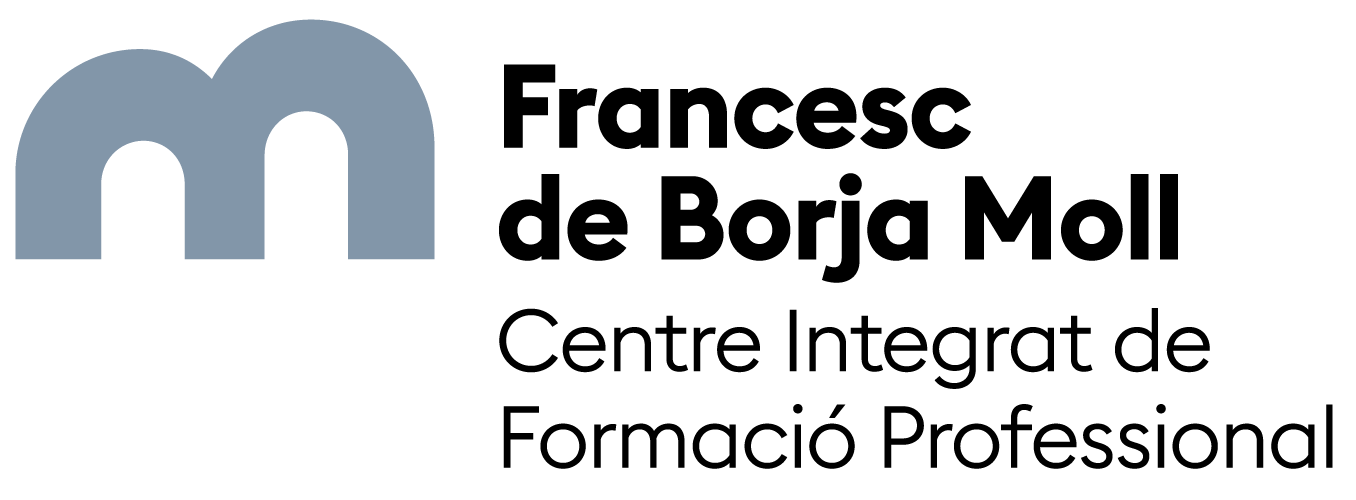 Francesc
de Borja Moll
Centre Integrat de
Formació Professional